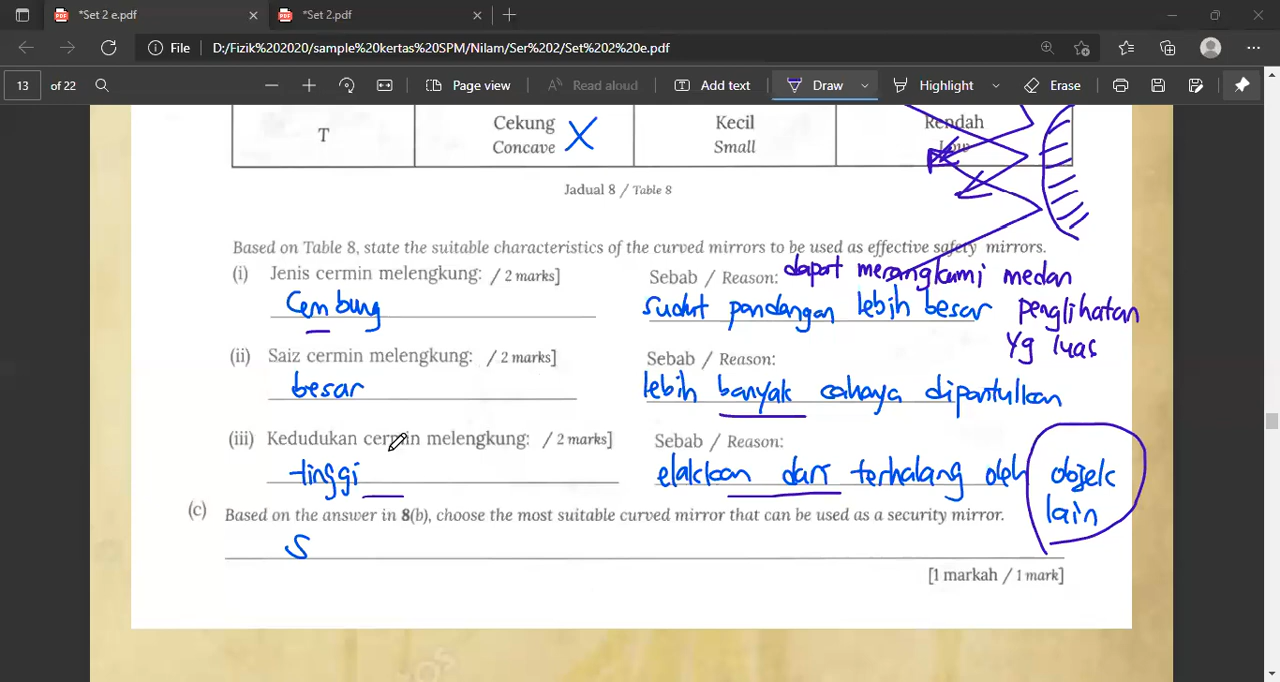 *Set 2 e.pdf
*Set 2.pdf
File D:/Fizik%202020/sample%20kertas%20SPM/Nilam/Ser%202/Set%202%20e.pdf
13 of 22
Page view
Read aloud
Add text
Draw
Highlight
Erase
T
Cekung
Concave
X
Kecil
Small
Rendah
Low
Jadual 8 / Table 8
Based on Table 8, state the suitable characteristics of the curved mirrors to be used as effective safety mirrors.
(i) Jenis cermin melengkung: / 2 marks] Sebab / Reason: dapat merangkumi medan
Cembung sudut pandangan lebih besar penglihatan
yg luas
(ii) Saiz cermin melengkung: / 2 marks] Sebab / Reason:
besar lebih banyak cahaya dipantulkan
(iii) Kedudukan cermin melengkung: / 2 marks] Sebab / Reason:
tinggi elakkan dari terhalang oleh objek
lain
(c) Based on the answer in 8(b), choose the most suitable curved mirror that can be used as a security mirror.
S
[1 markah / 1 mark]